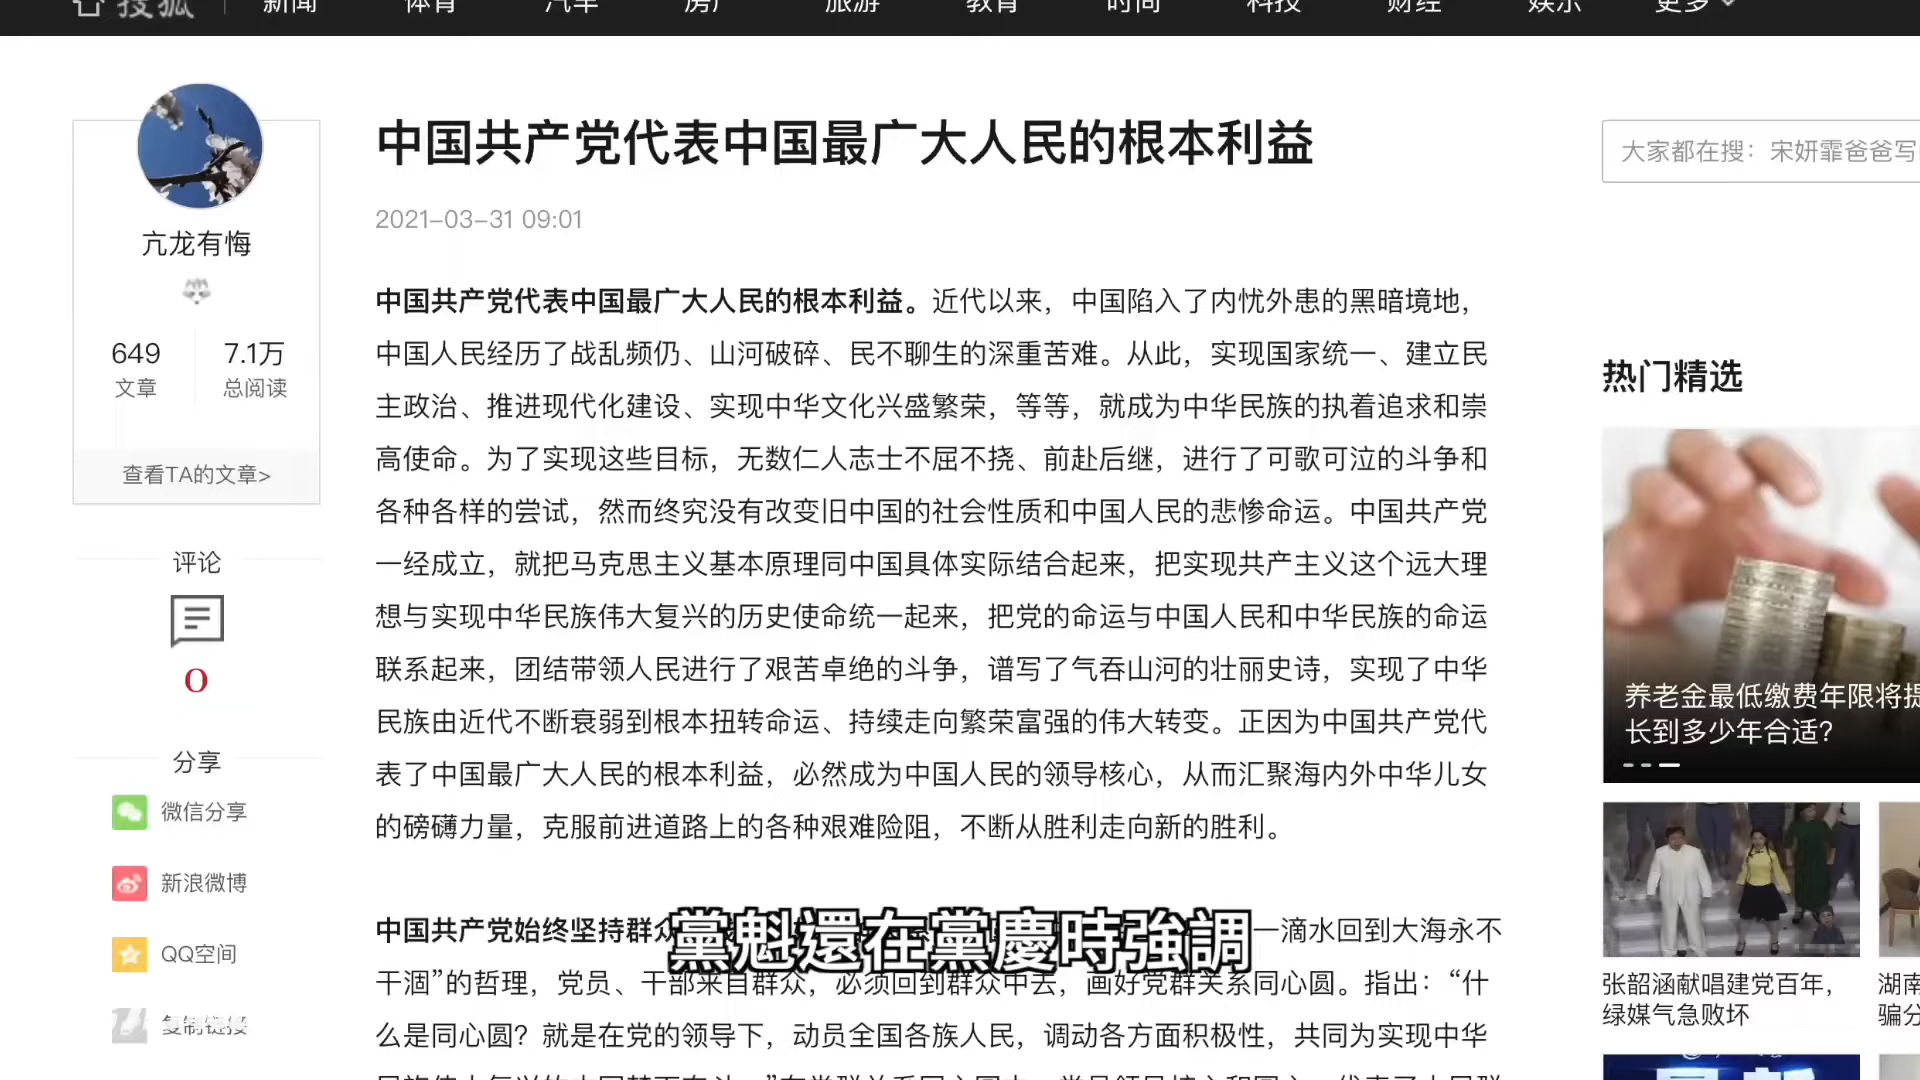 搜狐 新闻 体育 汽车 房产 旅游 教育 时尚 科技 财经 娱乐 更多
中国共产党代表中国最广大人民的根本利益
2021-03-31 09:01
亢龙有悔
649
文章
7.1万
总阅读
查看TA的文章>
评论
0
分享
微信分享
新浪微博
QQ空间
复制链接
中国共产党代表中国最广大人民的根本利益。近代以来，中国陷入了内忧外患的黑暗境地，
中国人民经历了战乱频仍、山河破碎、民不聊生的深重苦难。从此，实现国家统一、建立民
主政治、推进现代化建设、实现中华文化兴盛繁荣，等等，就成为中华民族的执着追求和崇
高使命。为了实现这些目标，无数仁人志士不屈不挠、前赴后继，进行了可歌可泣的斗争和
各种各样的尝试，然而终究没有改变旧中国的社会性质和中国人民的悲惨命运。中国共产党
一经成立，就把马克思主义基本原理同中国具体实际结合起来，把实现共产主义这个远大理
想与实现中华民族伟大复兴的历史使命统一起来，把党的命运与中国人民和中华民族的命运
联系起来，团结带领人民进行了艰苦卓绝的斗争，谱写了气吞山河的壮丽史诗，实现了中华
民族由近代不断衰弱到根本扭转命运、持续走向繁荣富强的伟大转变。正因为中国共产党代
表了中国最广大人民的根本利益，必然成为中国人民的领导核心，从而汇聚海内外中华儿女
的磅礴力量，克服前进道路上的各种艰难险阻，不断从胜利走向新的胜利。
中国共产党始终坚持群众 一滴水回到大海永不
黨魁還在黨慶時強調
干涸”的哲理，党员、干部来自群众，必须回到群众中去，画好党群关系同心圆。指出：“什
么是同心圆？就是在党的领导下，动员全国各族人民，调动各方面积极性，共同为实现中华
大家都在搜：宋妍霏爸爸写
热门精选
养老金最低缴费年限将提
长到多少年合适？
张韶涵献唱建党百年，
绿媒气急败坏
湖南
骗分